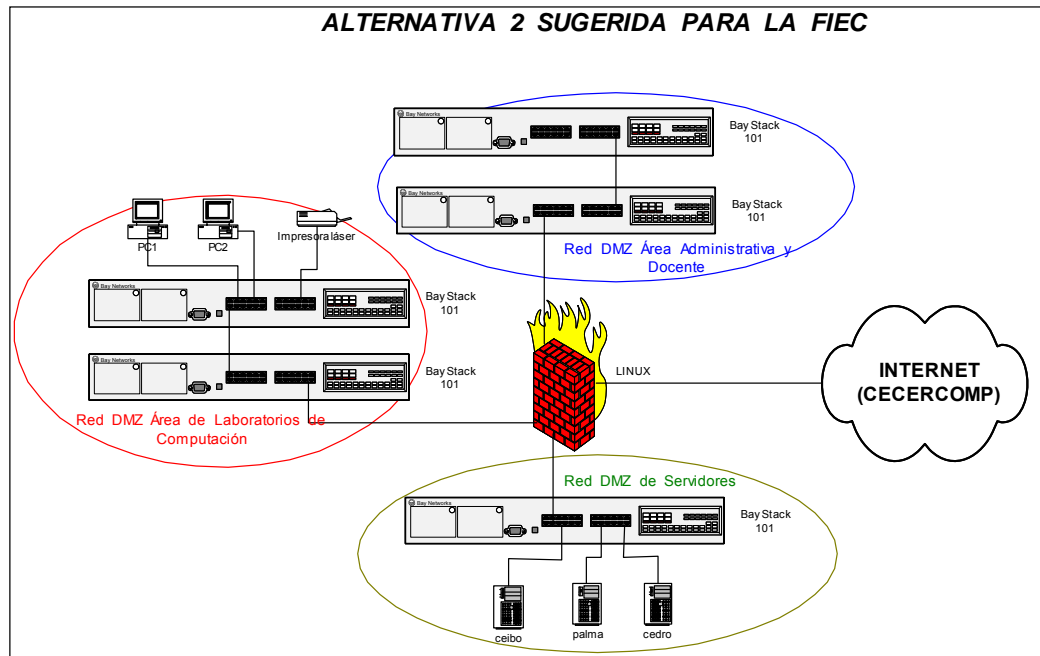 ALTERNATIVA 2 SUGERIDA PARA LA FIEC
Bay Networks
Bay Stack
101
Bay Networks
Bay Stack
101
Red DMZ Área Administrativa y
Docente
PC1
PC2
Impresora láser
Bay Networks
Bay Stack
101
Bay Networks
Bay Stack
101
Red DMZ Área de Laboratorios de
Computación
LINUX
INTERNET
(CECERCOMP)
Red DMZ de Servidores
Bay Networks
Bay Stack
101
ceibo
palma
cedro